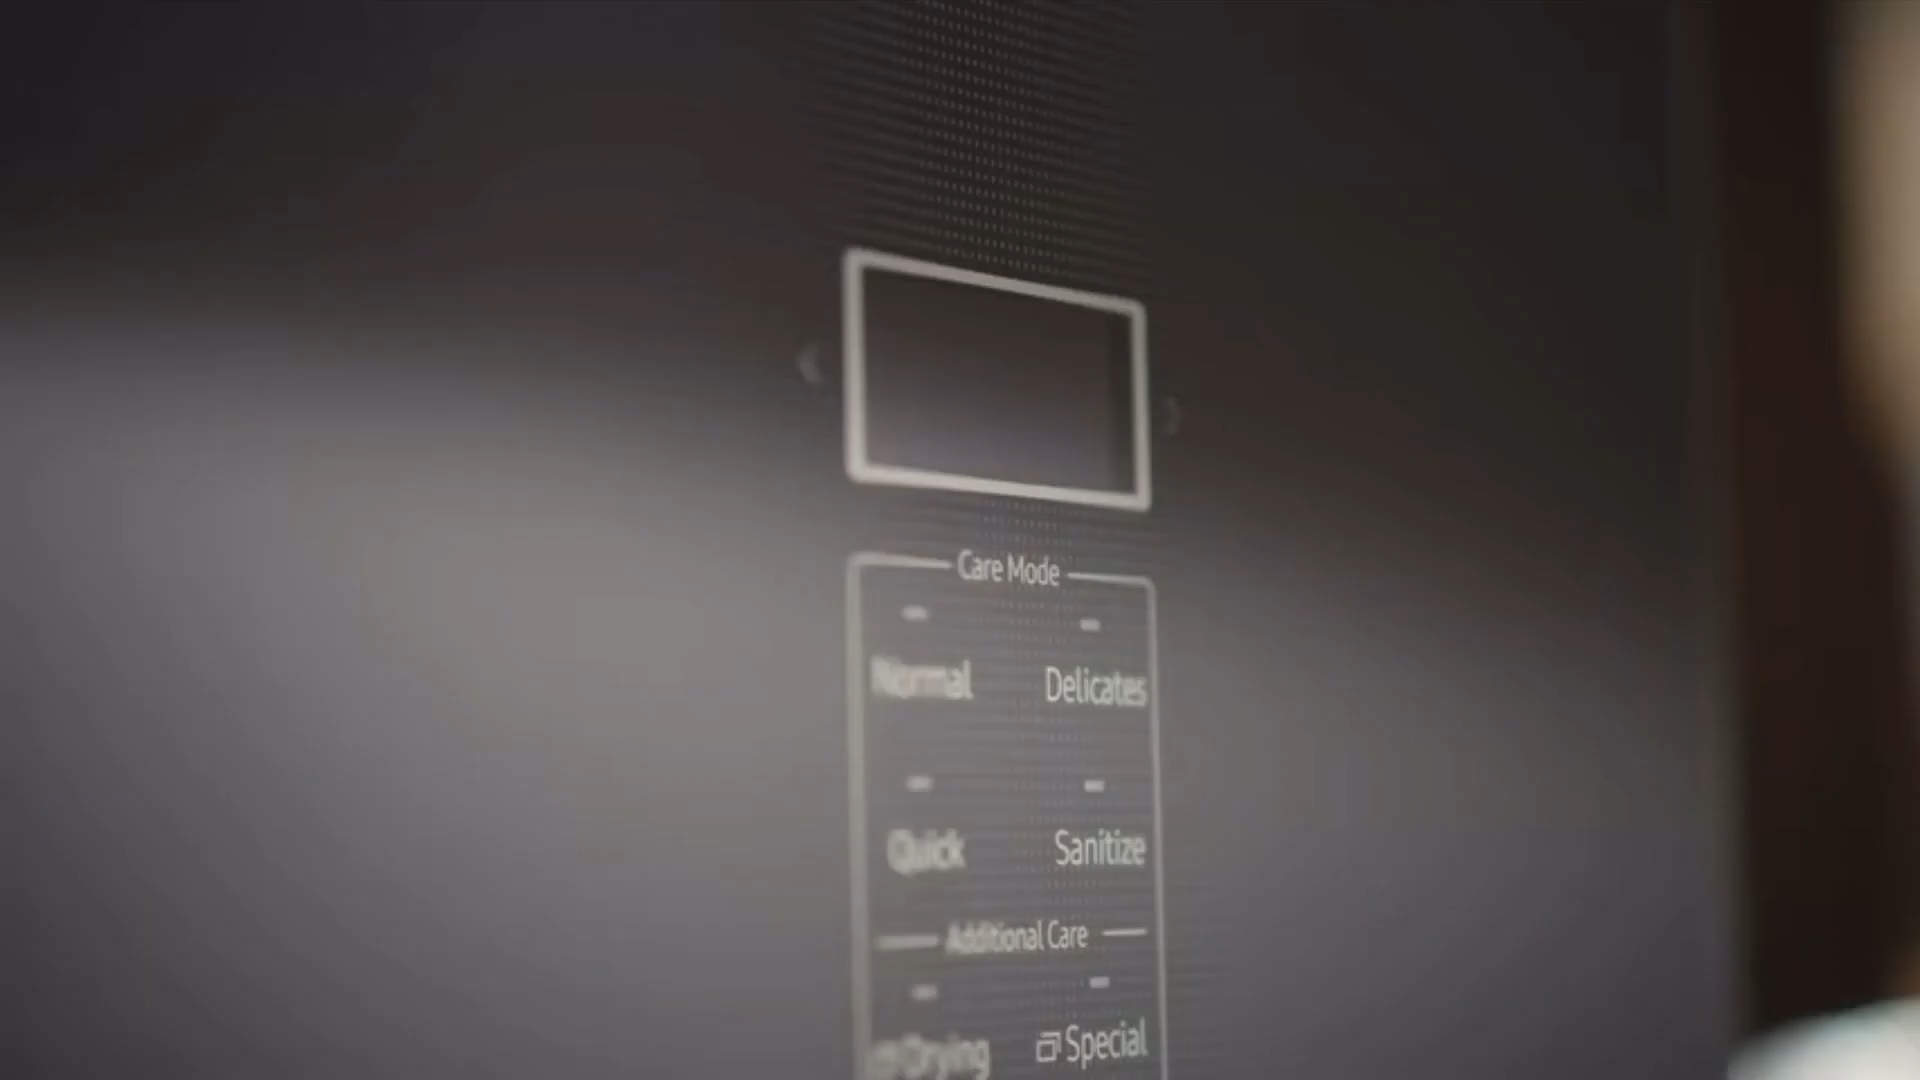 Care Mode
Normal Delicates
Quick Sanitize
Additional Care
Drying Special